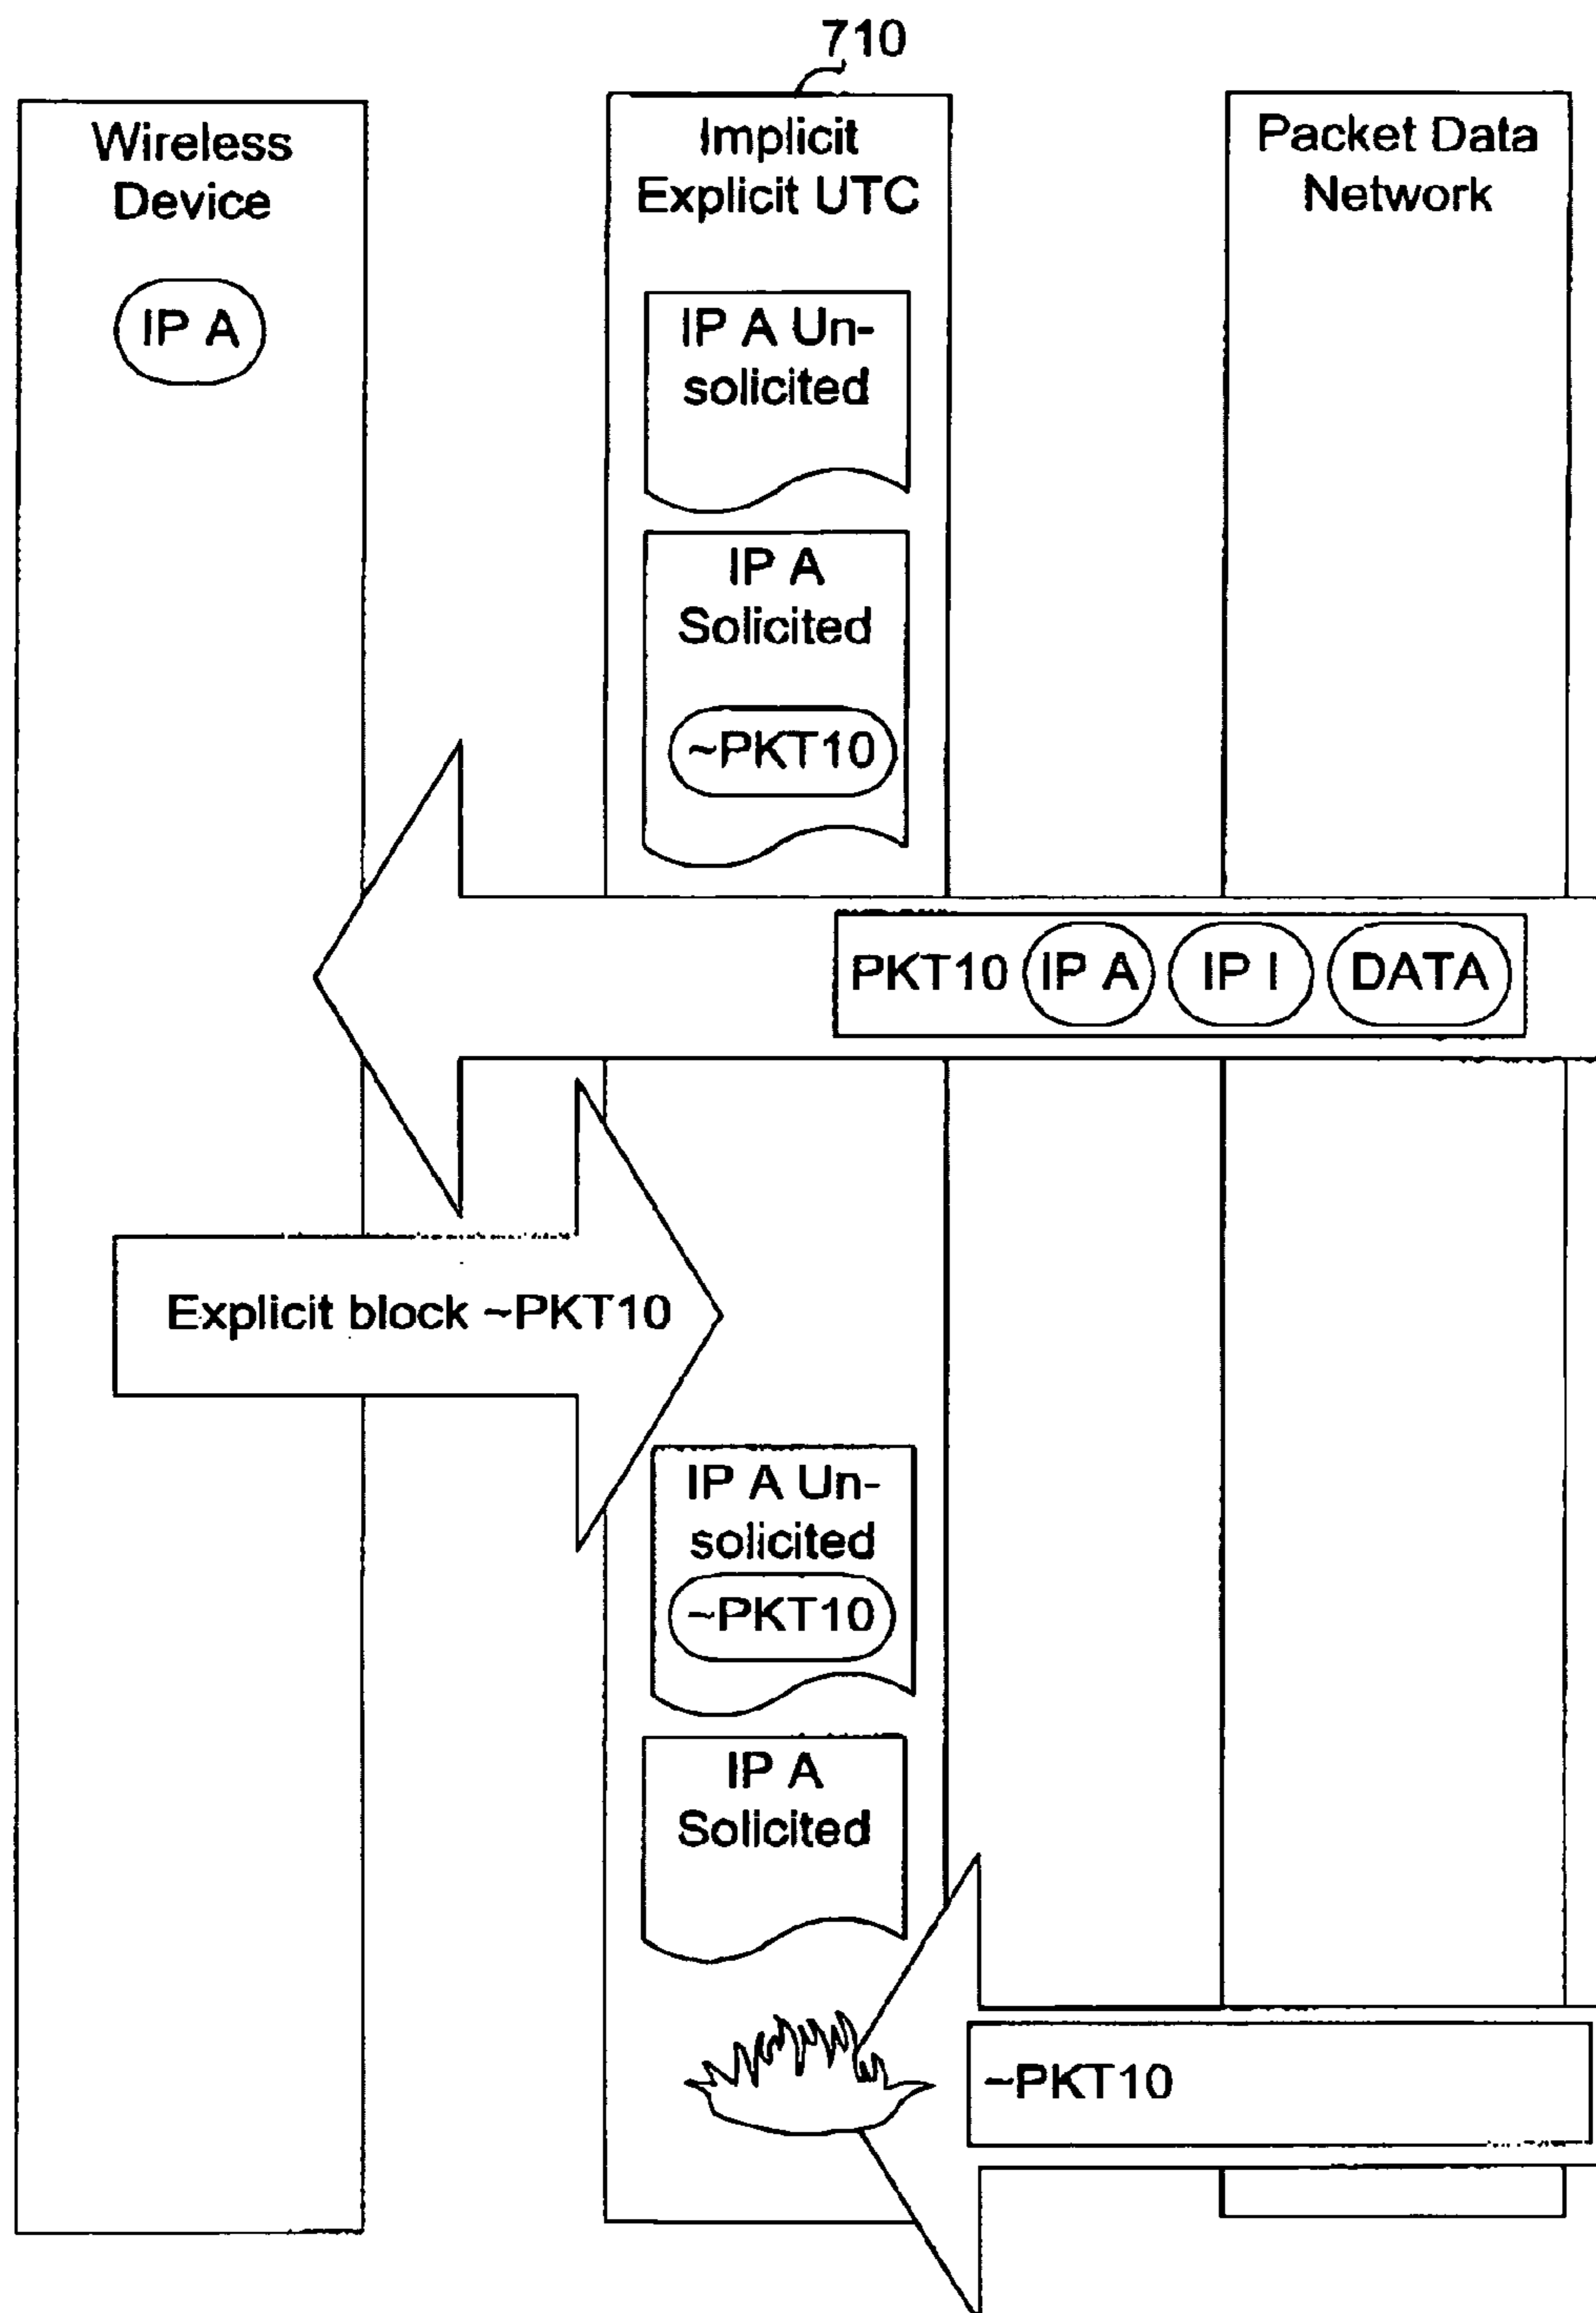 710
Wireless
Device
IP A
Implicit
Explicit UTC
Packet Data
Network
IP A Un-
solicited
IP A
Solicited
~PKT10
PKT10 IP A IP I DATA
Explicit block ~PKT10
IP A Un-
solicited
~PKT10
IP A
Solicited
~PKT10